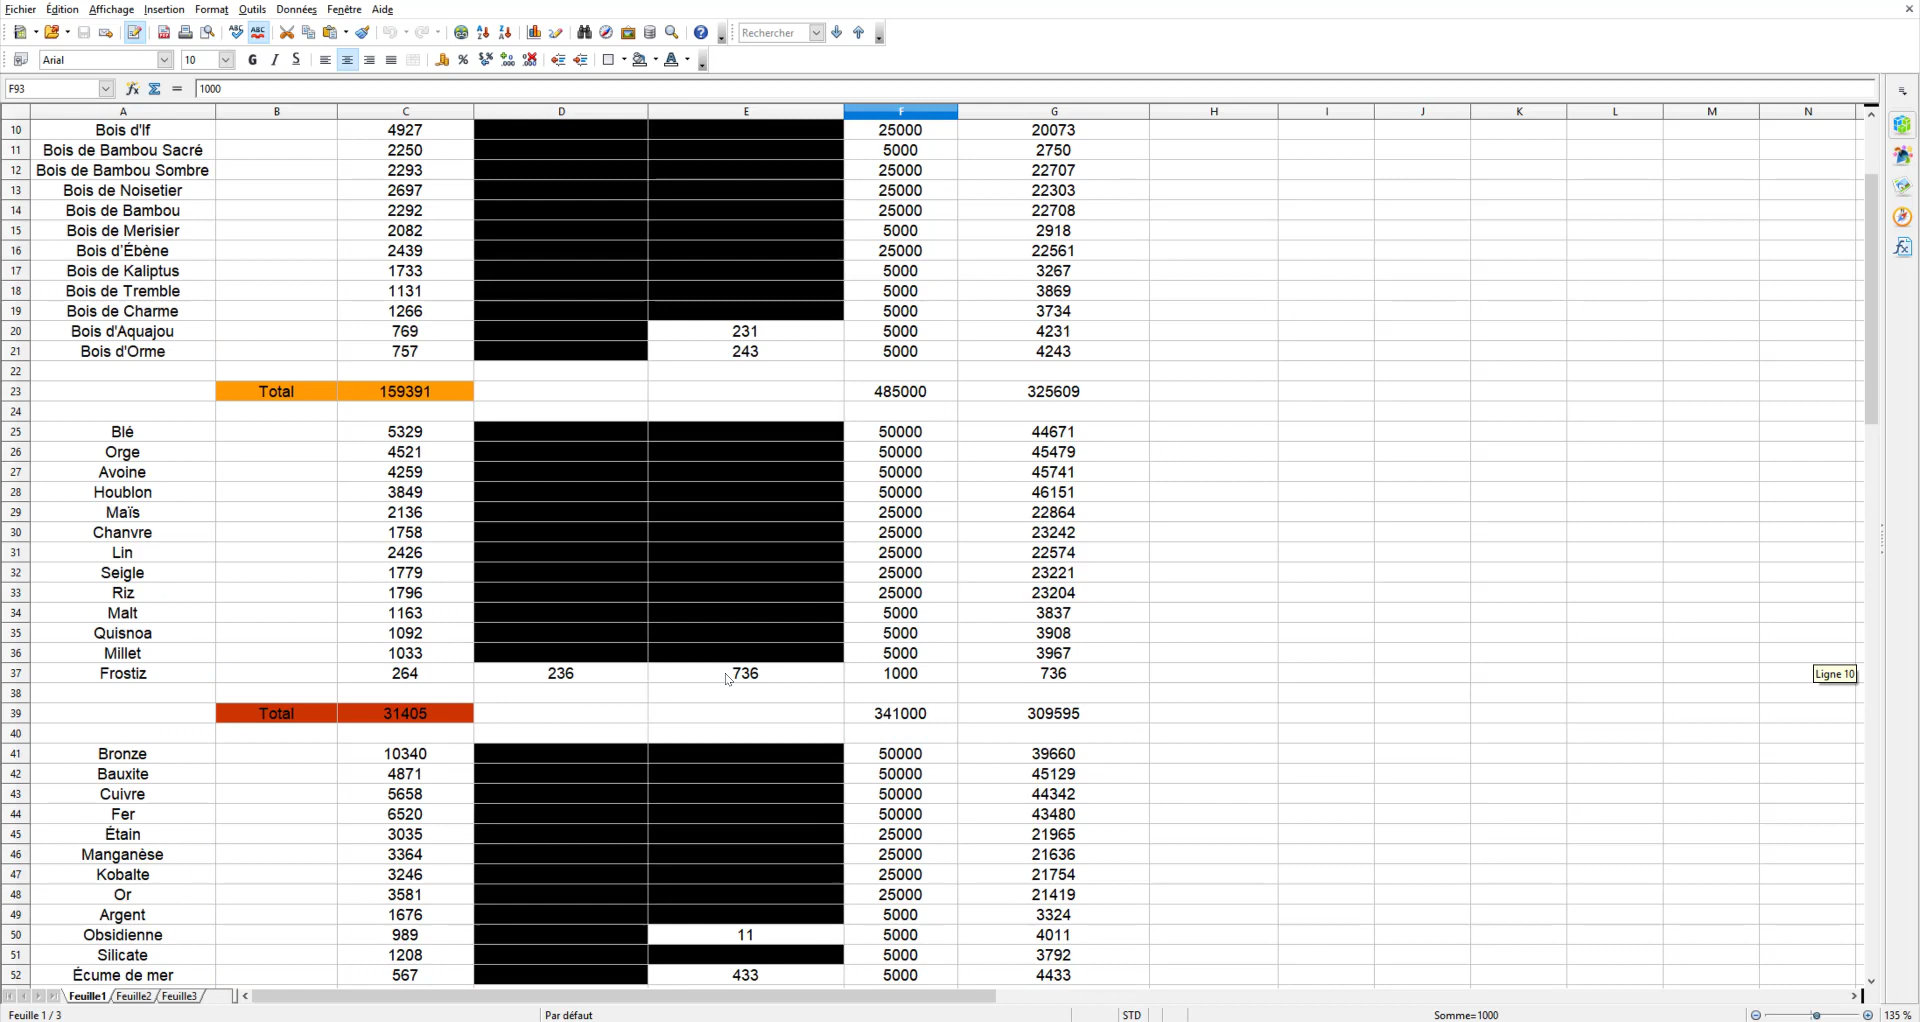 Fichier Édition Affichage Insertion Format Outils Données Fenêtre Aide
Rechercher
Arial 10 G I S
F93 1000
A B C D E F G H I J K L M N
10 Bois d'If 4927 25000 20073
11 Bois de Bambou Sacré 2250 5000 2750
12 Bois de Bambou Sombre 2293 25000 22707
13 Bois de Noisetier 2697 25000 22303
14 Bois de Bambou 2292 25000 22708
15 Bois de Merisier 2082 5000 2918
16 Bois d'Ébène 2439 25000 22561
17 Bois de Kaliptus 1733 5000 3267
18 Bois de Tremble 1131 5000 3869
19 Bois de Charme 1266 5000 3734
20 Bois d'Aquajou 769 231 5000 4231
21 Bois d'Orme 757 243 5000 4243
22
23 Total 159391 485000 325609
24
25 Blé 5329 50000 44671
26 Orge 4521 50000 45479
27 Avoine 4259 50000 45741
28 Houblon 3849 50000 46151
29 Maïs 2136 25000 22864
30 Chanvre 1758 25000 23242
31 Lin 2426 25000 22574
32 Seigle 1779 25000 23221
33 Riz 1796 25000 23204
34 Malt 1163 5000 3837
35 Quisnoa 1092 5000 3908
36 Millet 1033 5000 3967
37 Frostiz 264 236 736 1000 736 Ligne 10
38
39 Total 31405 341000 309595
40
41 Bronze 10340 50000 39660
42 Bauxite 4871 50000 45129
43 Cuivre 5658 50000 44342
44 Fer 6520 50000 43480
45 Étain 3035 25000 21965
46 Manganèse 3364 25000 21636
47 Kobalte 3246 25000 21754
48 Or 3581 25000 21419
49 Argent 1676 5000 3324
50 Obsidienne 989 11 5000 4011
51 Silicate 1208 5000 3792
52 Écume de mer 567 433 5000 4433
Feuille1 Feuille2 Feuille3
Feuille 1 / 3 Par défaut STD Somme=1000 135 %